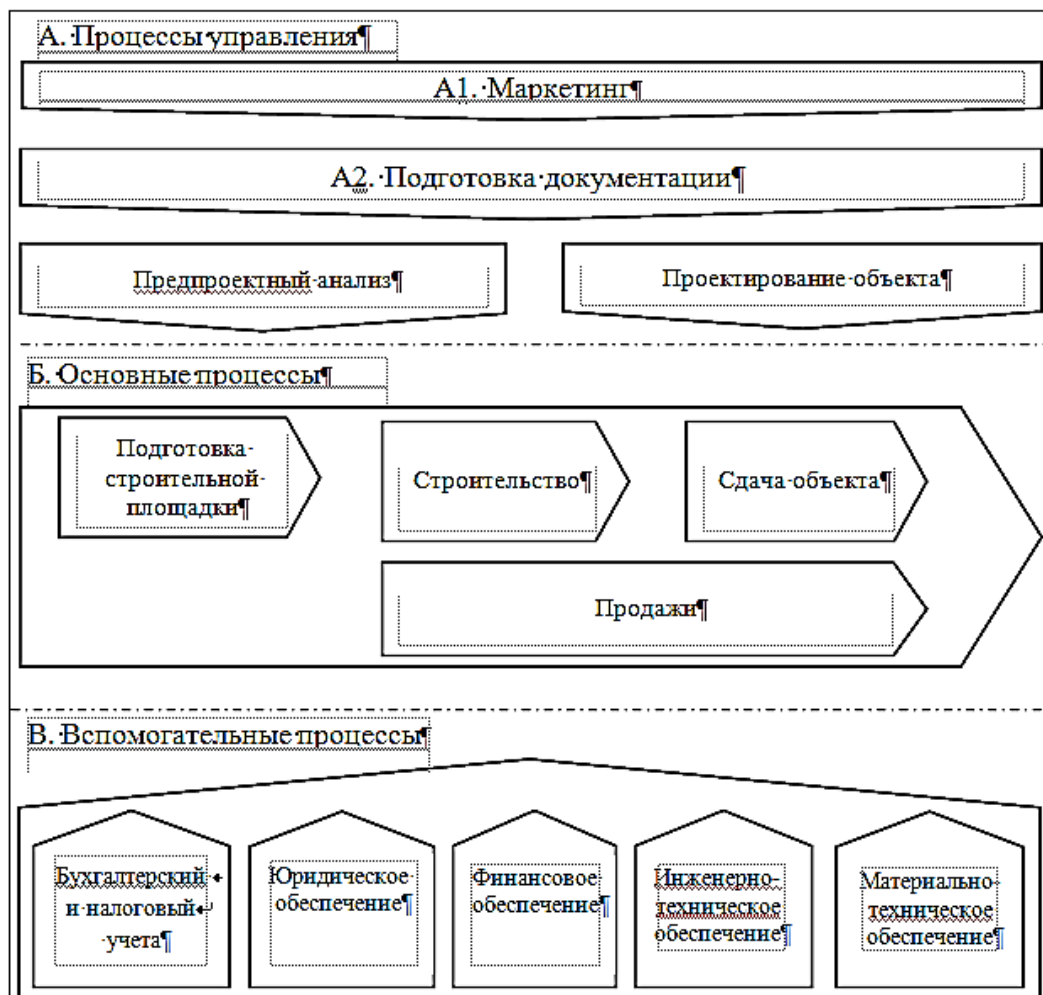 А. Процессы управления¶
А1. Маркетинг¶
А2. Подготовка документации¶
Предпроектный анализ¶
Проектирование объекта¶
Б. Основные процессы¶
Подготовка
строительной
площадки¶
Строительство¶
Сдача объекта¶
Продажи¶
В. Вспомогательные процессы¶
Бухгалтерский
и налоговый
учета¶
Юридическое
обеспечение¶
Финансовое
обеспечение¶
Инженерно-
техническое
обеспечение¶
Материально-
техническое
обеспечение¶